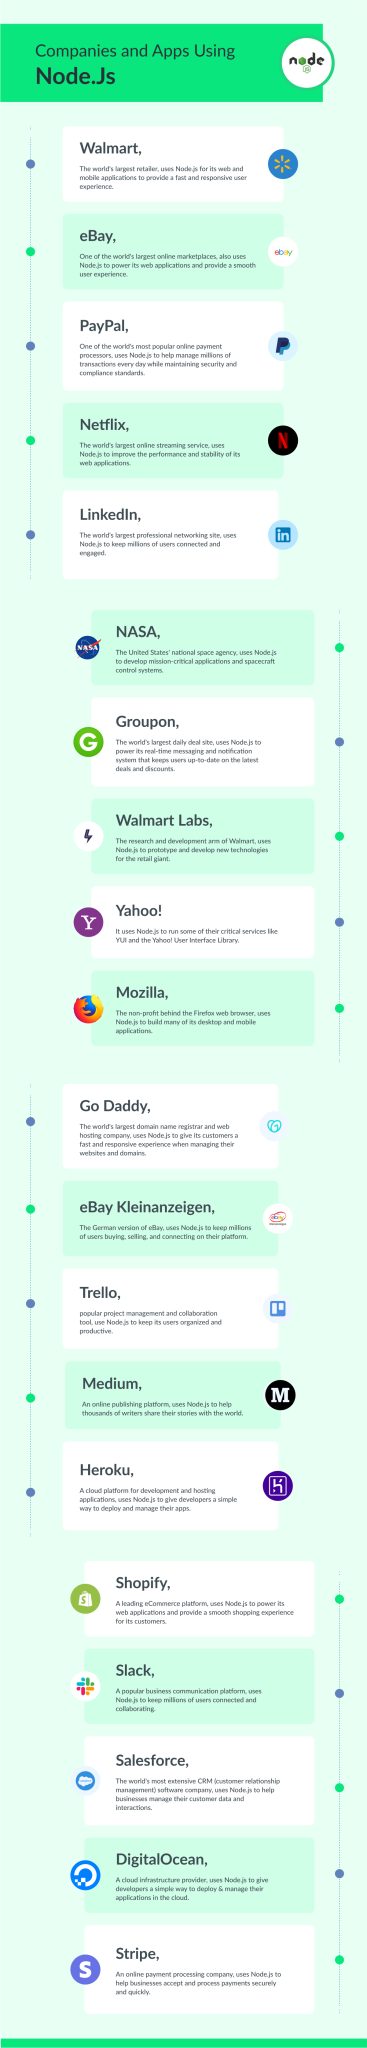 Companies and Apps Using
Node.Js
node
JS
Walmart,
The world's largest retailer, uses Node.js for its web and
mobile applications to provide a fast and responsive user
experience.
eBay,
One of the world's largest online marketplaces, also uses
Node.js to power its web applications and provide a smooth
user experience.
ebay
PayPal,
One of the world's most popular online payment
processors, uses Node.js to help manage millions of
transactions every day while maintaining security and
compliance standards.
Netflix,
The world's largest online streaming service, uses
Node.js to improve the performance and stability of its
web applications.
N
LinkedIn,
The world's largest professional networking site, uses
Node.js to keep millions of users connected and
engaged.
in
NASA,
NASA
The United States' national space agency, uses Node.js
to develop mission-critical applications and spacecraft
control systems.
Groupon,
G
The world's largest daily deal site, uses Node.js to
power its real-time messaging and notification
system that keeps users up-to-date on the latest
deals and discounts.
Walmart Labs,
The research and development arm of Walmart, uses
Node.js to prototype and develop new technologies
for the retail giant.
Yahoo!
Y
It uses Node.js to run some of their critical services like
YUI and the Yahoo! User Interface Library.
Mozilla,
The non-profit behind the Firefox web browser, uses
Node.js to build many of its desktop and mobile
applications.
Go Daddy,
The world's largest domain name registrar and web
hosting company, uses Node.js to give its customers a
fast and responsive experience when managing their
websites and domains.
eBay Kleinanzeigen,
The German version of eBay, uses Node.js to keep millions
of users buying, selling, and connecting on their platform.
ebay
Trello,
popular project management and collaboration
tool, use Node.js to keep its users organized and
productive.
Medium,
An online publishing platform, uses Node.js to help
thousands of writers share their stories with the world.
M
Heroku,
A cloud platform for development and hosting
applications, uses Node.js to give developers a simple
way to deploy and manage their apps.
Shopify,
S
A leading eCommerce platform, uses Node.js to power its
web applications and provide a smooth shopping experience
for its customers.
Slack,
A popular business communication platform, uses
Node.js to keep millions of users connected and
collaborating.
Salesforce,
The world's most extensive CRM (customer relationship
management) software company, uses Node.js to help
businesses manage their customer data and
interactions.
DigitalOcean,
A cloud infrastructure provider, uses Node.js to give
developers a simple way to deploy & manage their
applications in the cloud.
Stripe,
S
An online payment processing company, uses Node.js to
help businesses accept and process payments securely
and quickly.